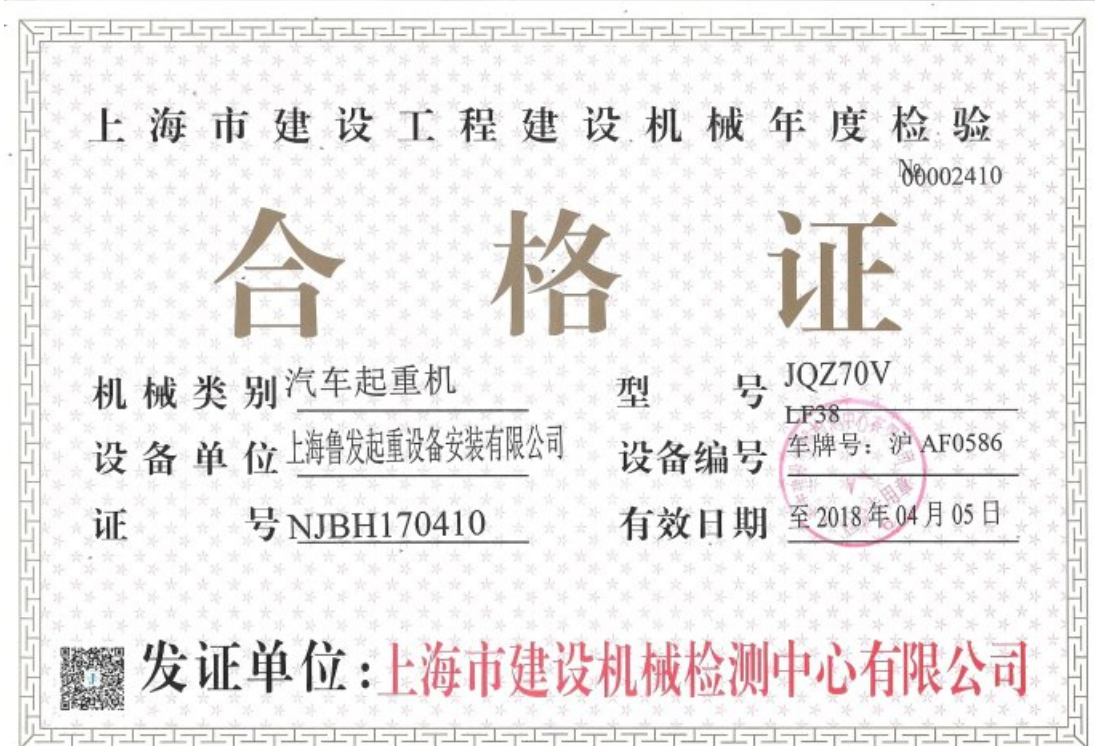 上海市建设工程建设机械年度检验
№00002410
合格证
机械类别 汽车起重机
型号 JQZ70V
LF38
设备单位 上海鲁发起重设备安装有限公司
设备编号 车牌号：沪 AF0586
证号 NJBH170410
有效日期 至 2018 年 04 月 05 日
发证单位：上海市建设机械检测中心有限公司